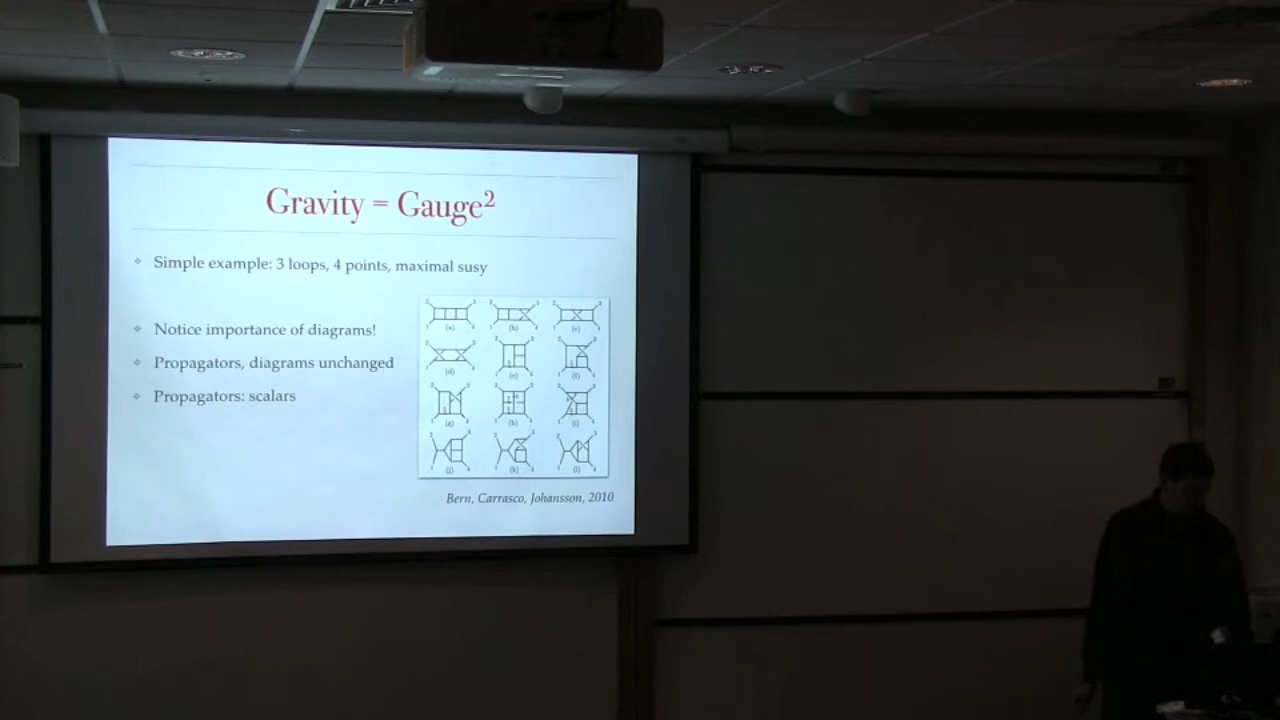 Gravity = Gauge²
Simple example: 3 loops, 4 points, maximal susy
Notice importance of diagrams!
Propagators, diagrams unchanged
Propagators: scalars
(a) (b) (c)
(d) (e) (f)
(g) (h) (i)
(j) (k) (l)
Bern, Carrasco, Johansson, 2010